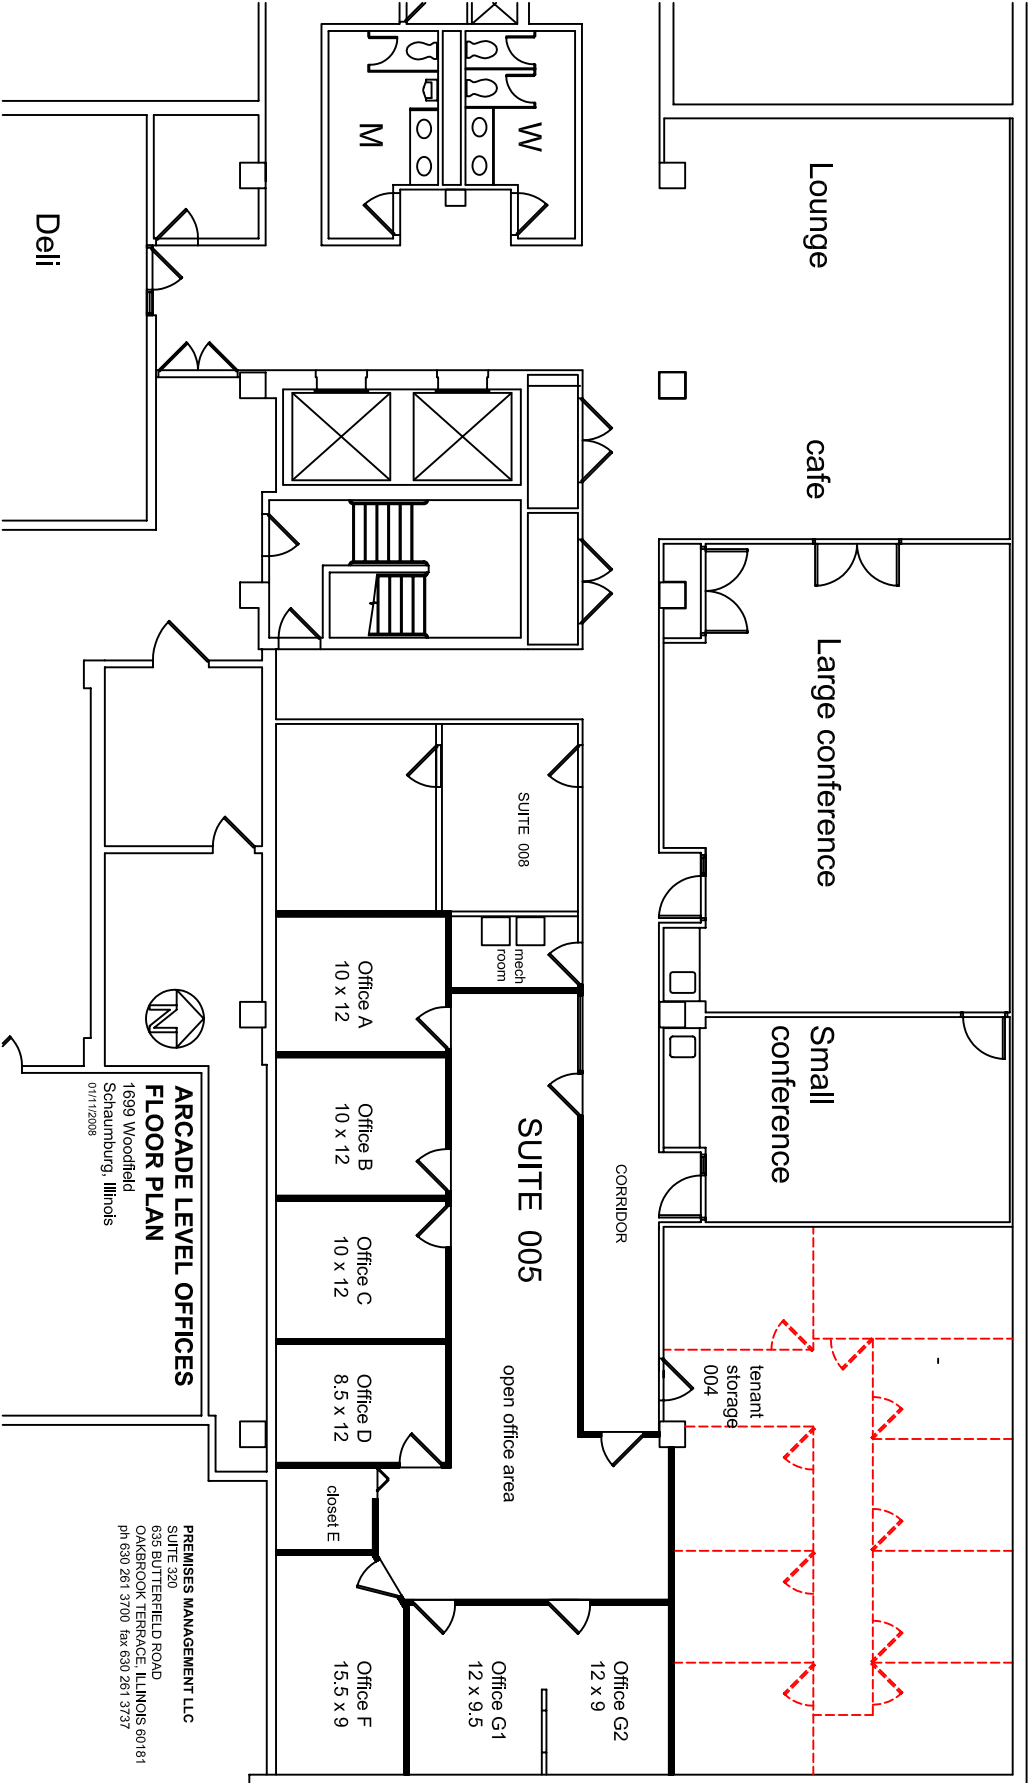 Deli
M
W
Lounge
cafe
Large conference
SUITE 008
mech
room
Small
conference
Office A
10 x 12
Office B
10 x 12
Office C
10 x 12
Office D
8.5 x 12
closet E
SUITE 005
open office area
CORRIDOR
tenant
storage
004
-
Office F
15.5 x 9
Office G1
12 x 9.5
Office G2
12 x 9
N
ARCADE LEVEL OFFICES
FLOOR PLAN
1699 Woodfield
Schaumburg, Illinois
01/11/2008
PREMISES MANAGEMENT LLC
SUITE 320
635 BUTTERFIELD ROAD
OAKBROOK TERRACE, ILLINOIS 60181
ph 630 261 3700 fax 630 261 3737